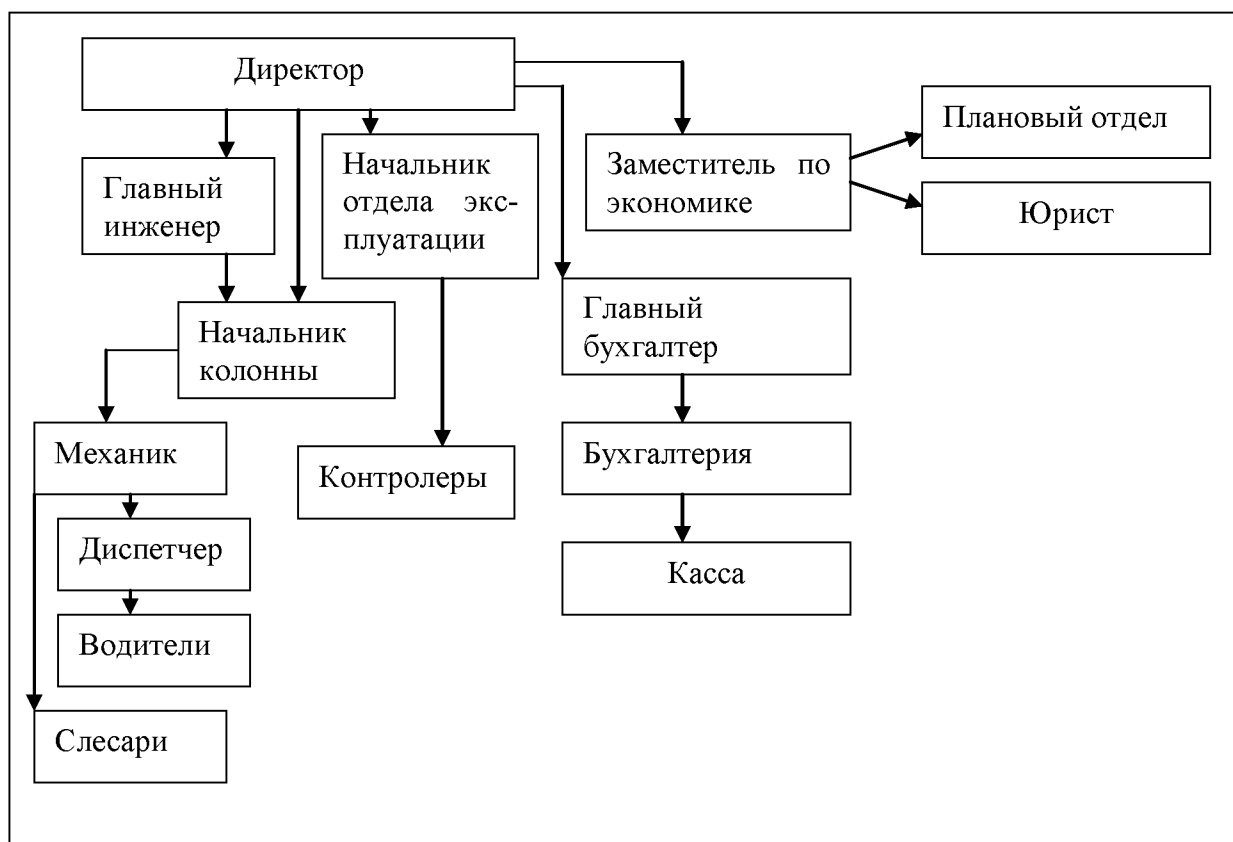 Директор
Плановый отдел
Начальник
отдела экс-
плуатации
Заместитель по
экономике
Главный
инженер
Юрист
Главный
бухгалтер
Начальник
колонны
Механик
Контролеры
Бухгалтерия
Диспетчер
Касса
Водители
Слесари